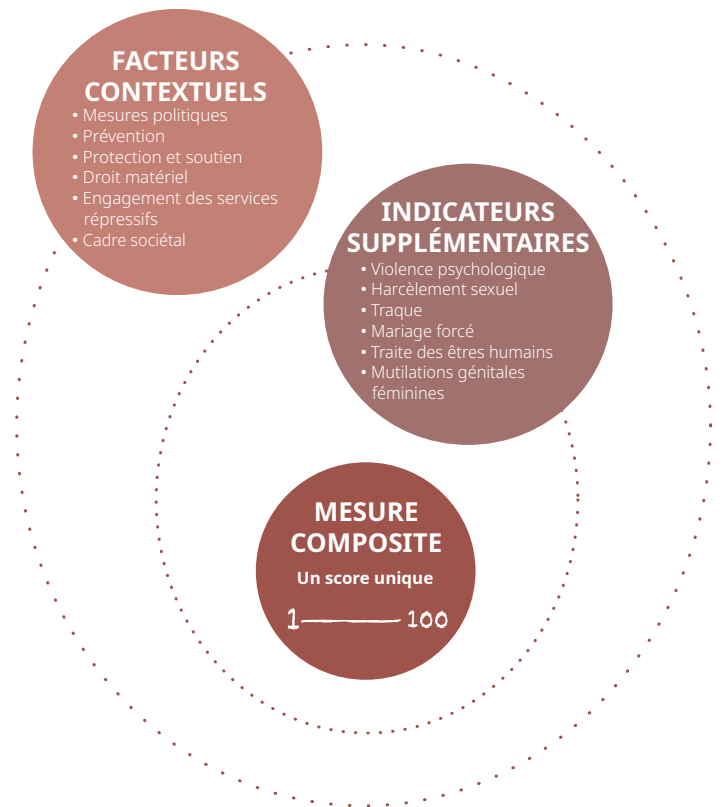 FACTEURS
CONTEXTUELS
• Mesures politiques
• Prévention
• Protection et soutien
• Droit matériel
• Engagement des services
répressifs
• Cadre sociétal
INDICATEURS
SUPPLÉMENTAIRES
• Violence psychologique
• Harcèlement sexuel
• Traque
• Mariage forcé
• Traite des êtres humains
• Mutilations génitales
féminines
MESURE
COMPOSITE
Un score unique
1 100